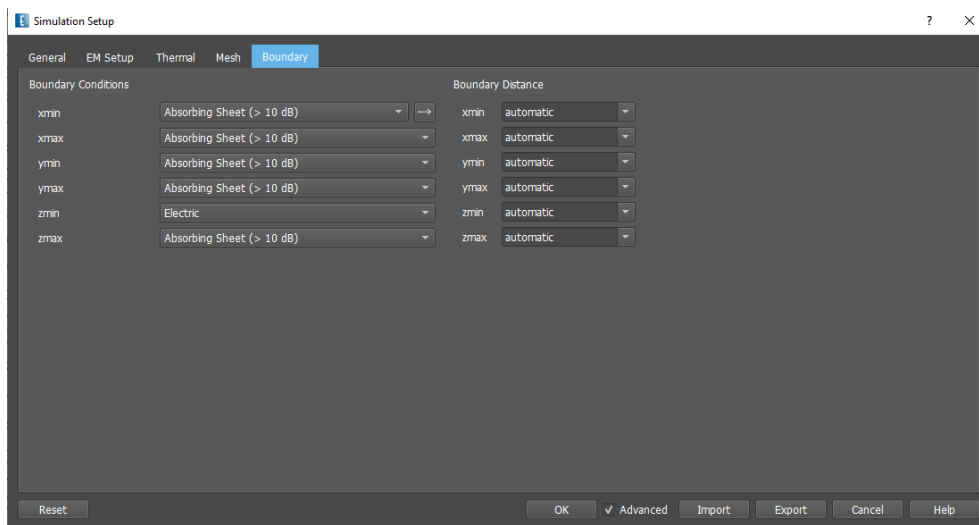 Simulation Setup ?
General EM Setup Thermal Mesh Boundary
Boundary Conditions Boundary Distance
xmin Absorbing Sheet (> 10 dB) xmin automatic
xmax Absorbing Sheet (> 10 dB) xmax automatic
ymin Absorbing Sheet (> 10 dB) ymin automatic
ymax Absorbing Sheet (> 10 dB) ymax automatic
zmin Electric zmin automatic
zmax Absorbing Sheet (> 10 dB) zmax automatic
Reset OK Advanced Import Export Cancel Help